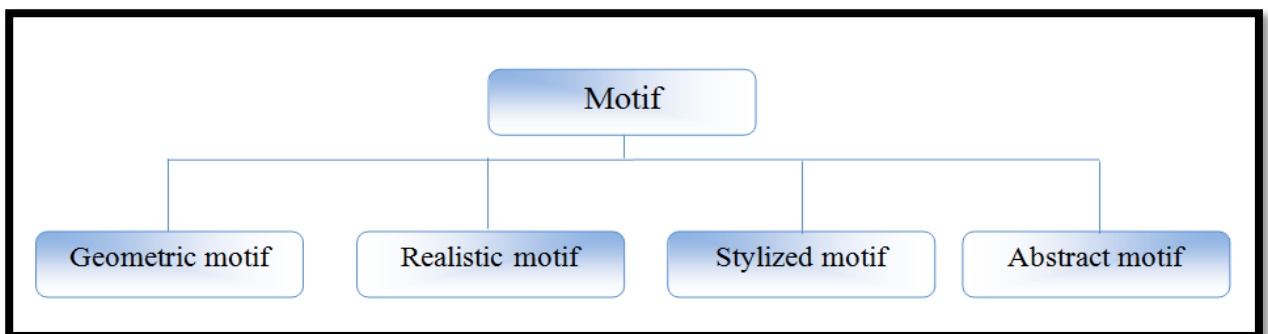 Motif
Geometric motif
Realistic motif
Stylized motif
Abstract motif